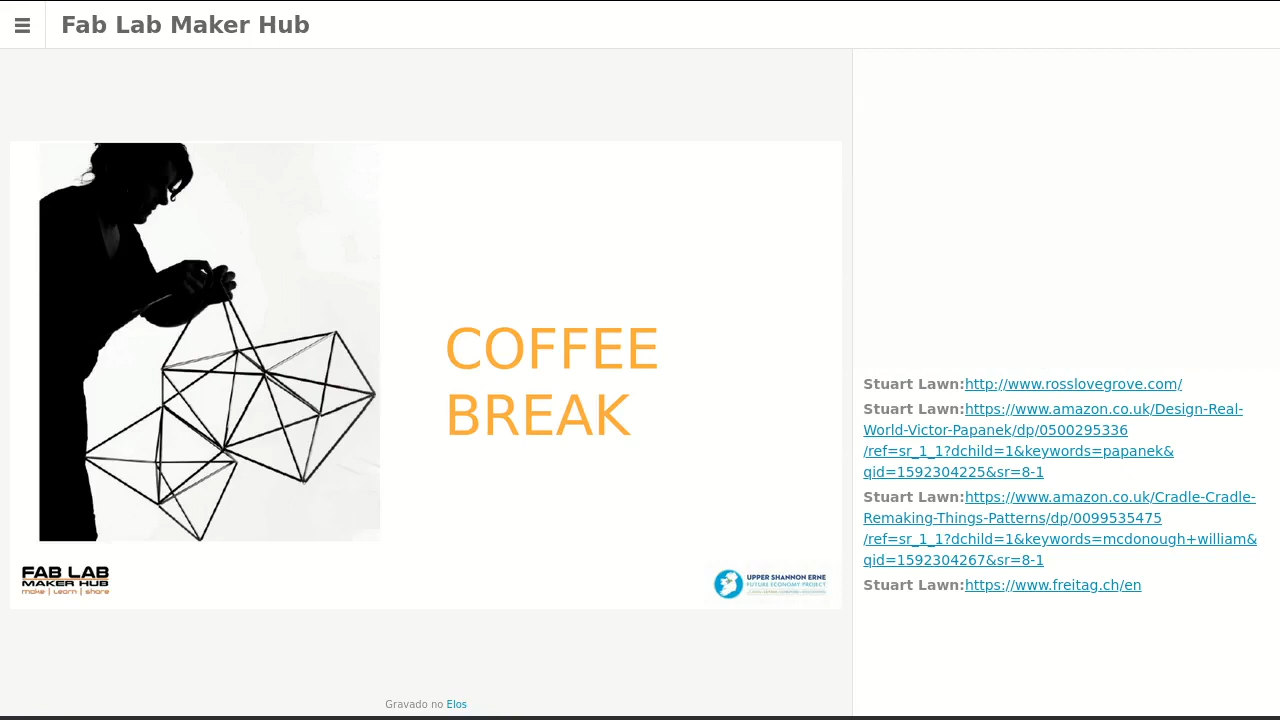 Fab Lab Maker Hub
COFFEE
BREAK
FAB LAB
MAKER HUB
make | Learn | share
UPPER SHANNON ERNE
FUTURE ECONOMY PROJECT
Gravado no Elos
Stuart Lawn:http://www.rosslovegrove.com/
Stuart Lawn:https://www.amazon.co.uk/Design-Real-
World-Victor-Papanek/dp/0500295336
/ref=sr_1_1?dchild=1&keywords=papanek&
qid=1592304225&sr=8-1
Stuart Lawn:https://www.amazon.co.uk/Cradle-Cradle-
Remaking-Things-Patterns/dp/0099535475
/ref=sr_1_1?dchild=1&keywords=mcdonough+william&
qid=1592304267&sr=8-1
Stuart Lawn:https://www.freitag.ch/en